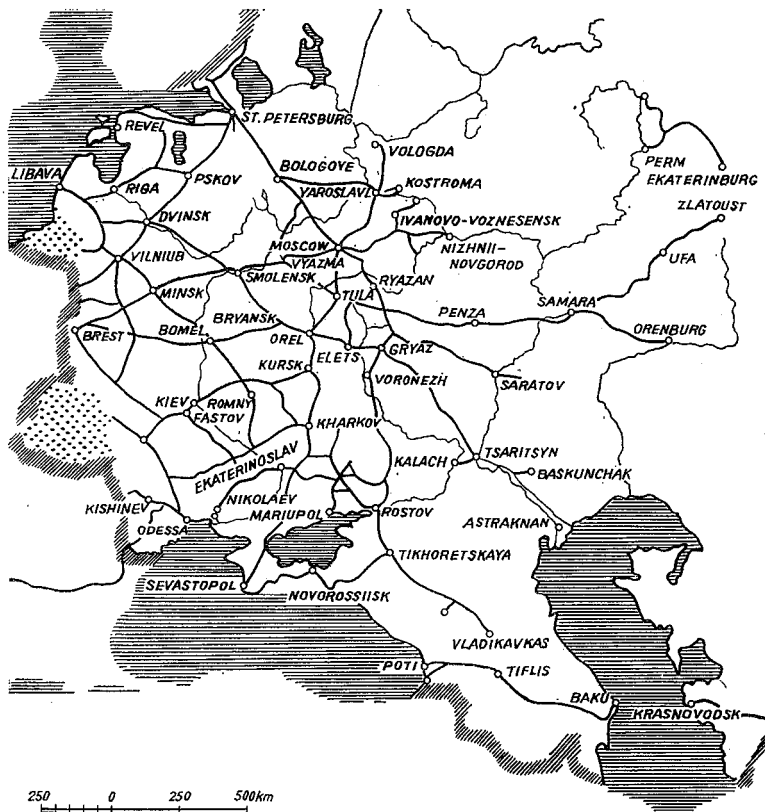 ST. PETERSBURG
REVEL
VOLOGDA
BOLOGOYE
PERM
LIBAVA
RIGA
PSKOV
YAROSLAVL
KOSTROMA
EKATERINBURG
ZLATOUST
DVINSK
IVANOVO-VOZNESENSK
MOSCOW
NIZHNII-
NOVGOROD
VILNIUB
VYAZMA
UFA
SMOLENSK
RYAZAN
MINSK
TULA
SAMARA
PENZA
BREST
BOMEL
BRYANSK
OREL
ORENBURG
ELETS
GRYAZ
KURSK
VORONEZH
SARATOV
KIEV
ROMNY
FASTOV
KHARKOV
TSARITSYN
KALACH
BASKUNCHAK
EKATERINOSLAV
KISHINEV
NIKOLAEV
MARIUPOL
ROSTOV
ODESSA
ASTRAKNAN
TIKHORETSKAYA
SEVASTOPOL
NOVOROSSIISK
VLADIKAVKAS
POTI
TIFLIS
BAKU
KRASNOVODSK
250 0 250 500km